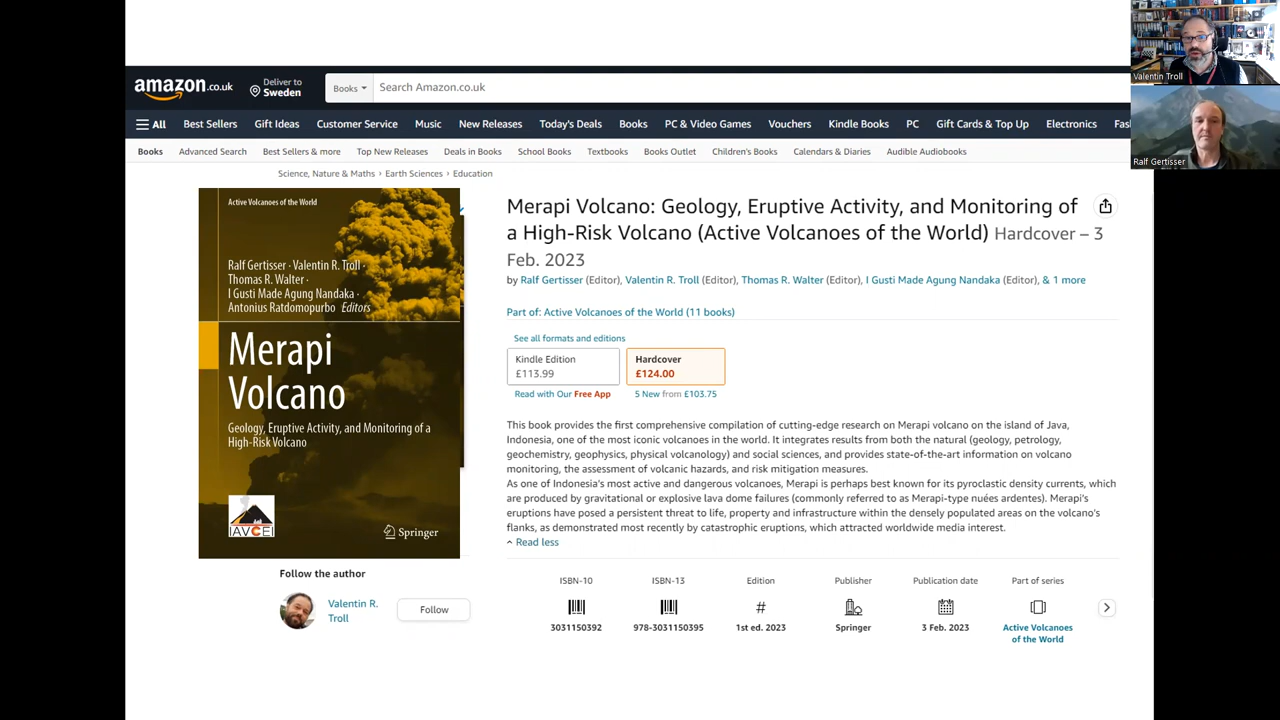 amazon.co.uk
Deliver to
Sweden
Books
Search Amazon.co.uk
Valentin Troll
All Best Sellers Gift Ideas Customer Service Music New Releases Today's Deals Books PC & Video Games Vouchers Kindle Books PC Gift Cards & Top Up Electronics Fas
Books Advanced Search Best Sellers & more Top New Releases Deals in Books School Books Textbooks Books Outlet Children's Books Calendars & Diaries Audible Audiobooks
Ralf Gertisser
Science, Nature & Maths › Earth Sciences › Education
Active Volcanoes of the World
Ralf Gertisser · Valentin R. Troll ·
Thomas R. Walter ·
I Gusti Made Agung Nandaka ·
Antonius Ratdomopurbo Editors
Merapi
Volcano
Geology, Eruptive Activity, and Monitoring of a
High-Risk Volcano
IAVCEI
Springer
Follow the author
Valentin R.
Troll
Follow
Merapi Volcano: Geology, Eruptive Activity, and Monitoring of
a High-Risk Volcano (Active Volcanoes of the World) Hardcover – 3
Feb. 2023
by Ralf Gertisser (Editor), Valentin R. Troll (Editor), Thomas R. Walter (Editor), I Gusti Made Agung Nandaka (Editor), & 1 more
Part of: Active Volcanoes of the World (11 books)
See all formats and editions
Kindle Edition
£113.99
Read with Our Free App
Hardcover
£124.00
5 New from £103.75
This book provides the first comprehensive compilation of cutting-edge research on Merapi volcano on the island of Java,
Indonesia, one of the most iconic volcanoes in the world. It integrates results from both the natural (geology, petrology,
geochemistry, geophysics, physical volcanology) and social sciences, and provides state-of-the-art information on volcano
monitoring, the assessment of volcanic hazards, and risk mitigation measures.
As one of Indonesia's most active and dangerous volcanoes, Merapi is perhaps best known for its pyroclastic density currents, which
are produced by gravitational or explosive lava dome failures (commonly referred to as Merapi-type nuées ardentes). Merapi's
eruptions have posed a persistent threat to life, property and infrastructure within the densely populated areas on the volcano's
flanks, as demonstrated most recently by catastrophic eruptions, which attracted worldwide media interest.
Read less
ISBN-10 ISBN-13 Edition Publisher Publication date Part of series
#
3031150392 978-3031150395 1st ed. 2023 Springer 3 Feb. 2023 Active Volcanoes
of the World